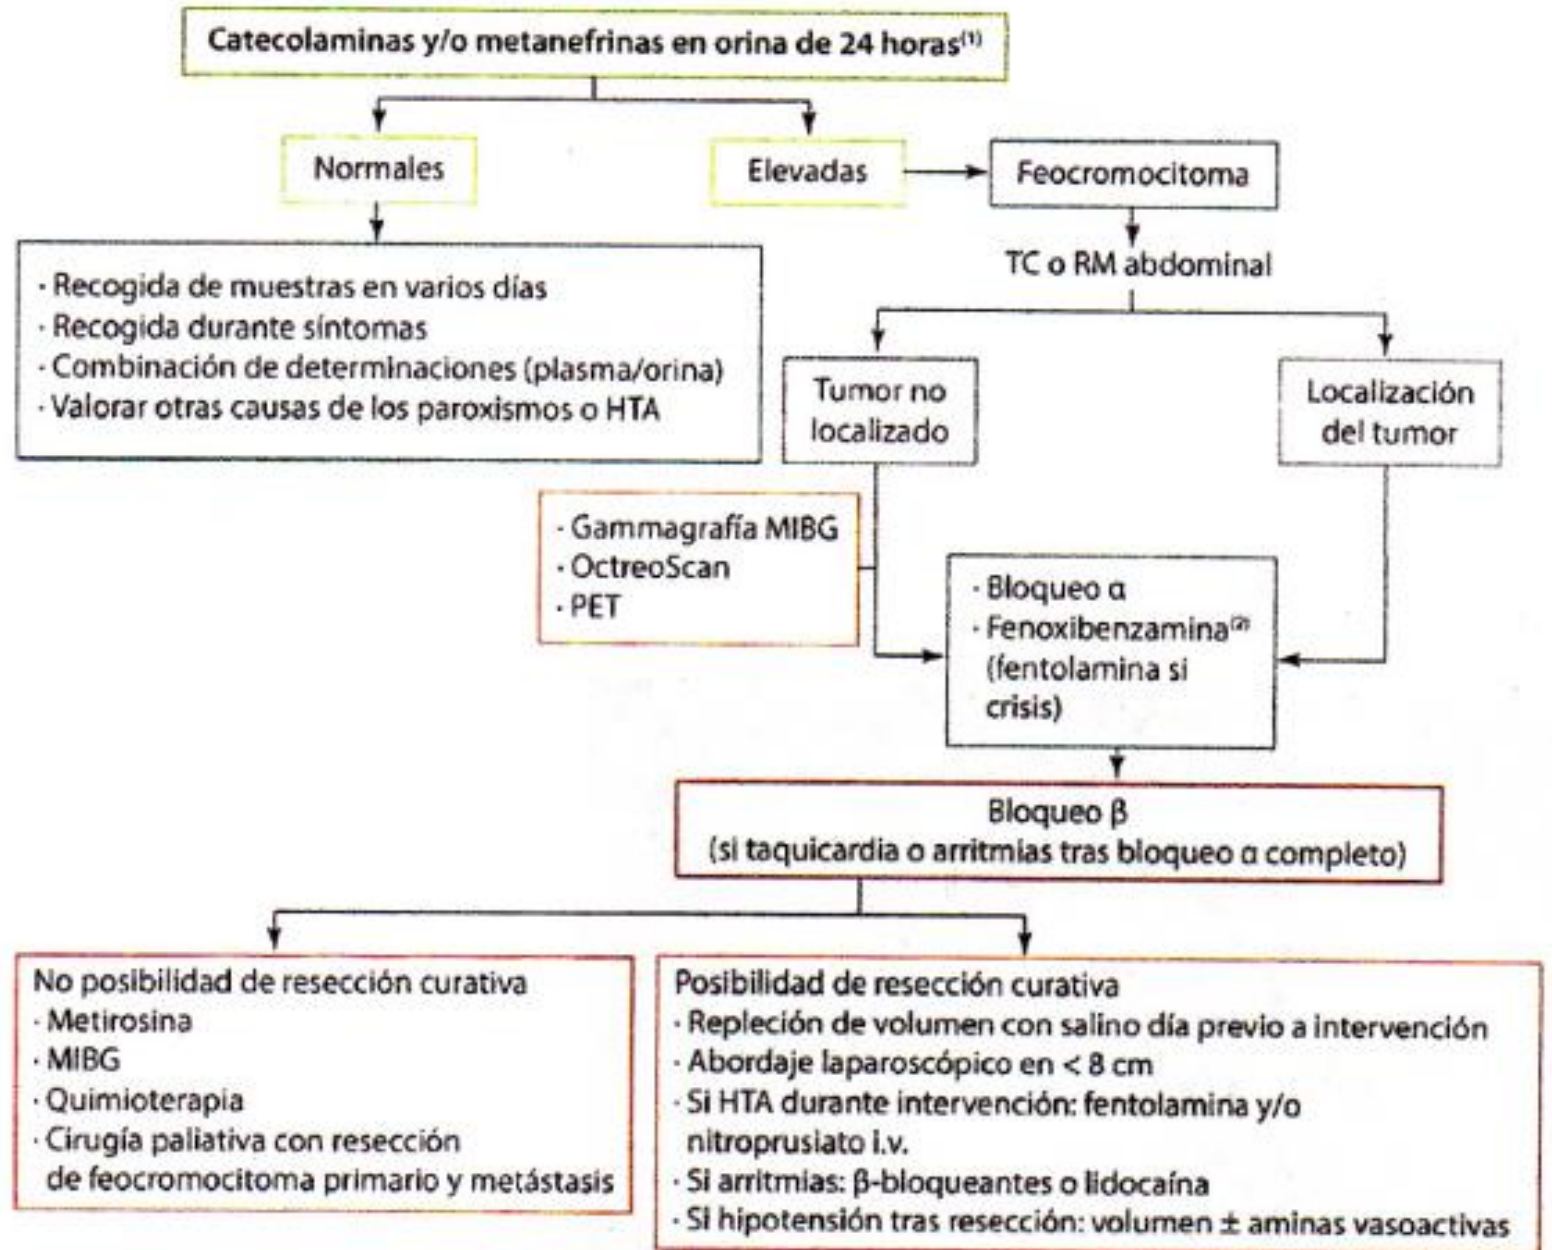 Catecolaminas y/o metanefrinas en orina de 24 horas(1)
Normales
Elevadas
Feocromocitoma
TC o RM abdominal
· Recogida de muestras en varios días
· Recogida durante síntomas
· Combinación de determinaciones (plasma/orina)
· Valorar otras causas de los paroxismos o HTA
Tumor no
localizado
Localización
del tumor
· Gammagrafía MIBG
· OctreoScan
· PET
· Bloqueo α
· Fenoxibenzamina(2)
(fentolamina si
crisis)
Bloqueo β
(si taquicardia o arritmias tras bloqueo α completo)
No posibilidad de resección curativa
· Metirosina
· MIBG
· Quimioterapia
· Cirugía paliativa con resección
de feocromocitoma primario y metástasis
Posibilidad de resección curativa
· Repleción de volumen con salino día previo a intervención
· Abordaje laparoscópico en < 8 cm
· Si HTA durante intervención: fentolamina y/o
nitroprusiato i.v.
· Si arritmias: β-bloqueantes o lidocaína
· Si hipotensión tras resección: volumen ± aminas vasoactivas